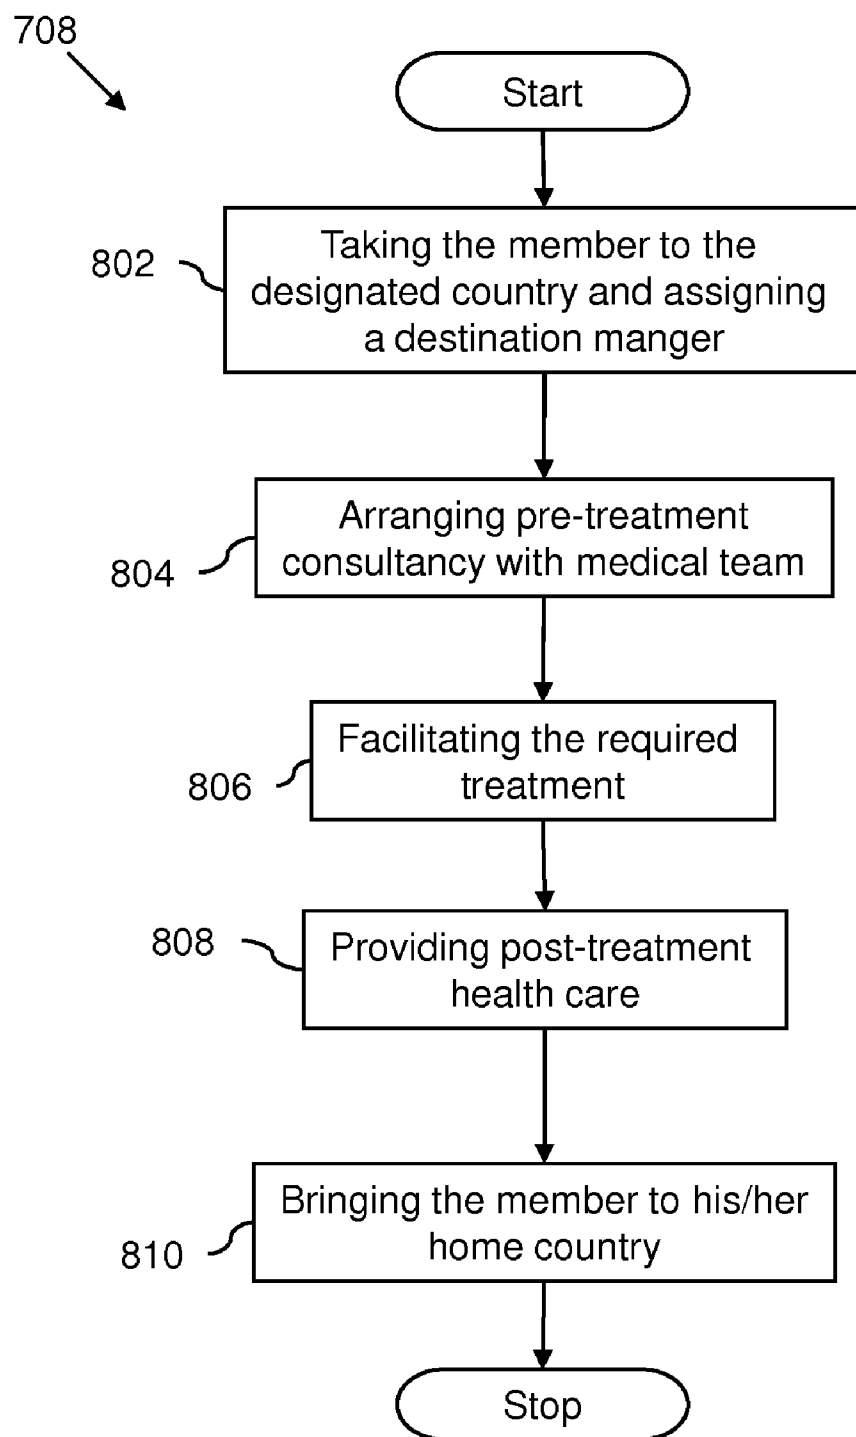 708
Start
802
Taking the member to the
designated country and assigning
a destination manger
804
Arranging pre-treatment
consultancy with medical team
806
Facilitating the required
treatment
808
Providing post-treatment
health care
810
Bringing the member to his/her
home country
Stop